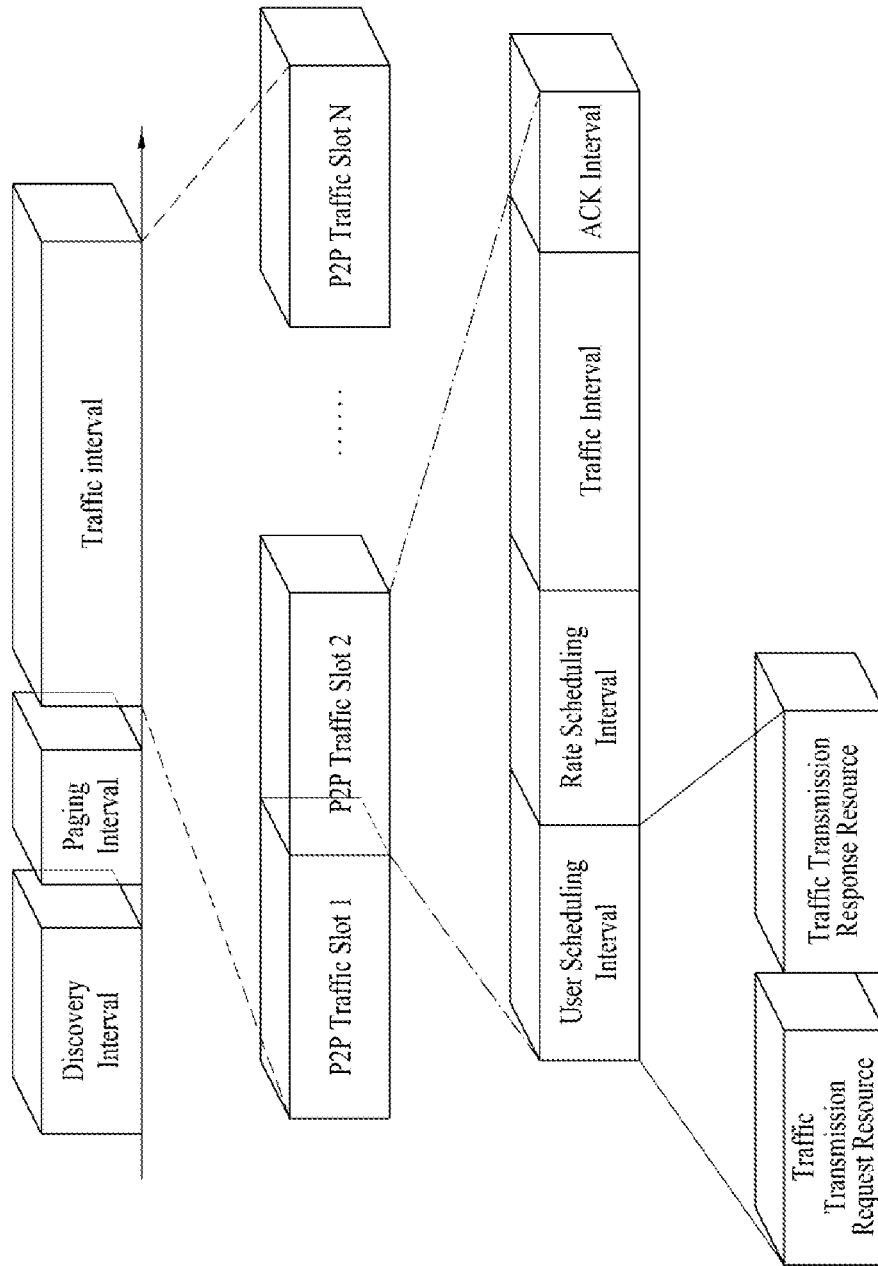 Discovery
Interval
Paging
Interval
Traffic interval
P2P Traffic Slot 1
P2P Traffic Slot 2
......
P2P Traffic Slot N
User Scheduling
Interval
Rate Scheduling
Interval
Traffic Interval
ACK Interval
Traffic
Transmission
Request Resource
Traffic Transmission
Response Resource